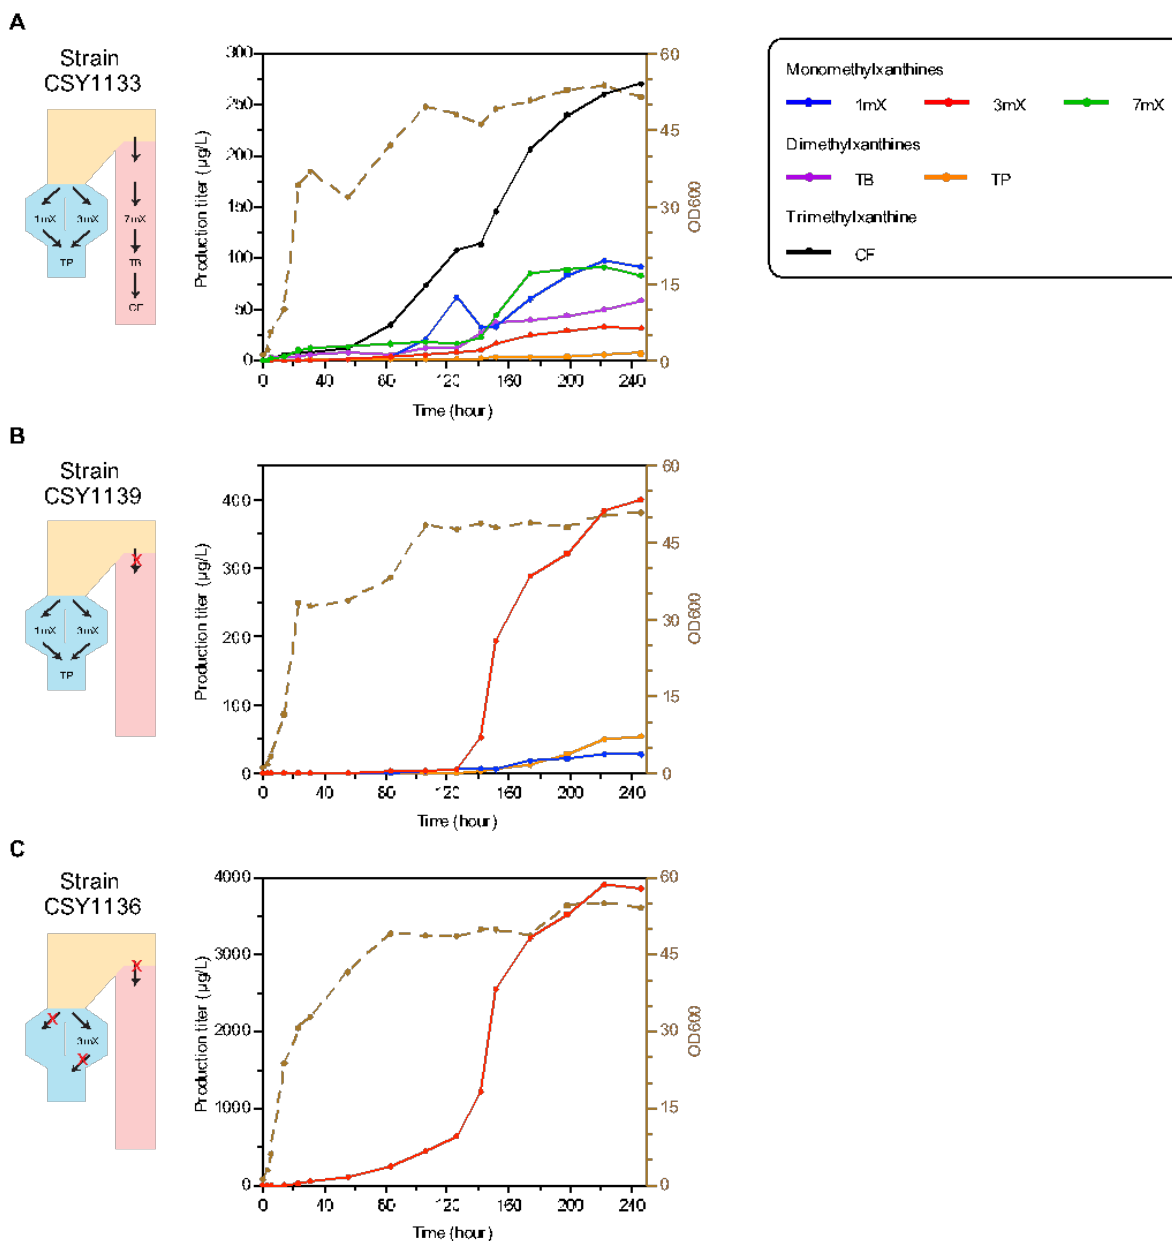 A
Strain
CSY1133
1mX 3mX 7mX
TP TB
CF
Production titer (µg/L)
300
250
200
150
100
50
0
0 40 80 120 160 200 240
Time (hour)
60
45
30
15
0
OD600
Monomethylxanthines
1mX 3mX 7mX
Dimethylxanthines
TB TP
Trimethylxanthine
CF
B
Strain
CSY1139
X
1mX 3mX
TP
Production titer (µg/L)
400
300
200
100
0
0 40 80 120 160 200 240
Time (hour)
60
45
30
15
0
OD600
C
Strain
CSY1136
X
X
3mX
X
Production titer (µg/L)
4000
3000
2000
1000
0
0 40 80 120 160 200 240
Time (hour)
60
45
30
15
0
OD600